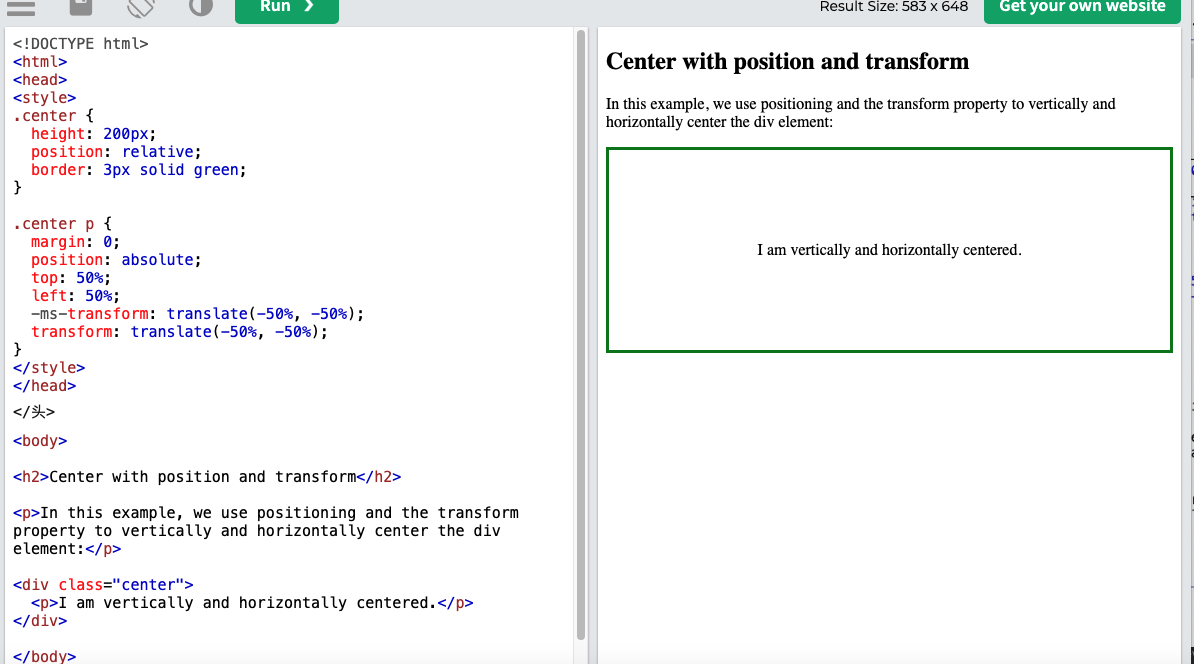 Run ❯
Result Size: 583 x 648
Get your own website
<!DOCTYPE html>
<html>
<head>
<style>
.center {
  height: 200px;
  position: relative;
  border: 3px solid green;
}

.center p {
  margin: 0;
  position: absolute;
  top: 50%;
  left: 50%;
  -ms-transform: translate(-50%, -50%);
  transform: translate(-50%, -50%);
}
</style>
</head>
</头>
<body>

<h2>Center with position and transform</h2>

<p>In this example, we use positioning and the transform
property to vertically and horizontally center the div
element:</p>

<div class="center">
  <p>I am vertically and horizontally centered.</p>
</div>

</body>
Center with position and transform
In this example, we use positioning and the transform property to vertically and
horizontally center the div element:
I am vertically and horizontally centered.